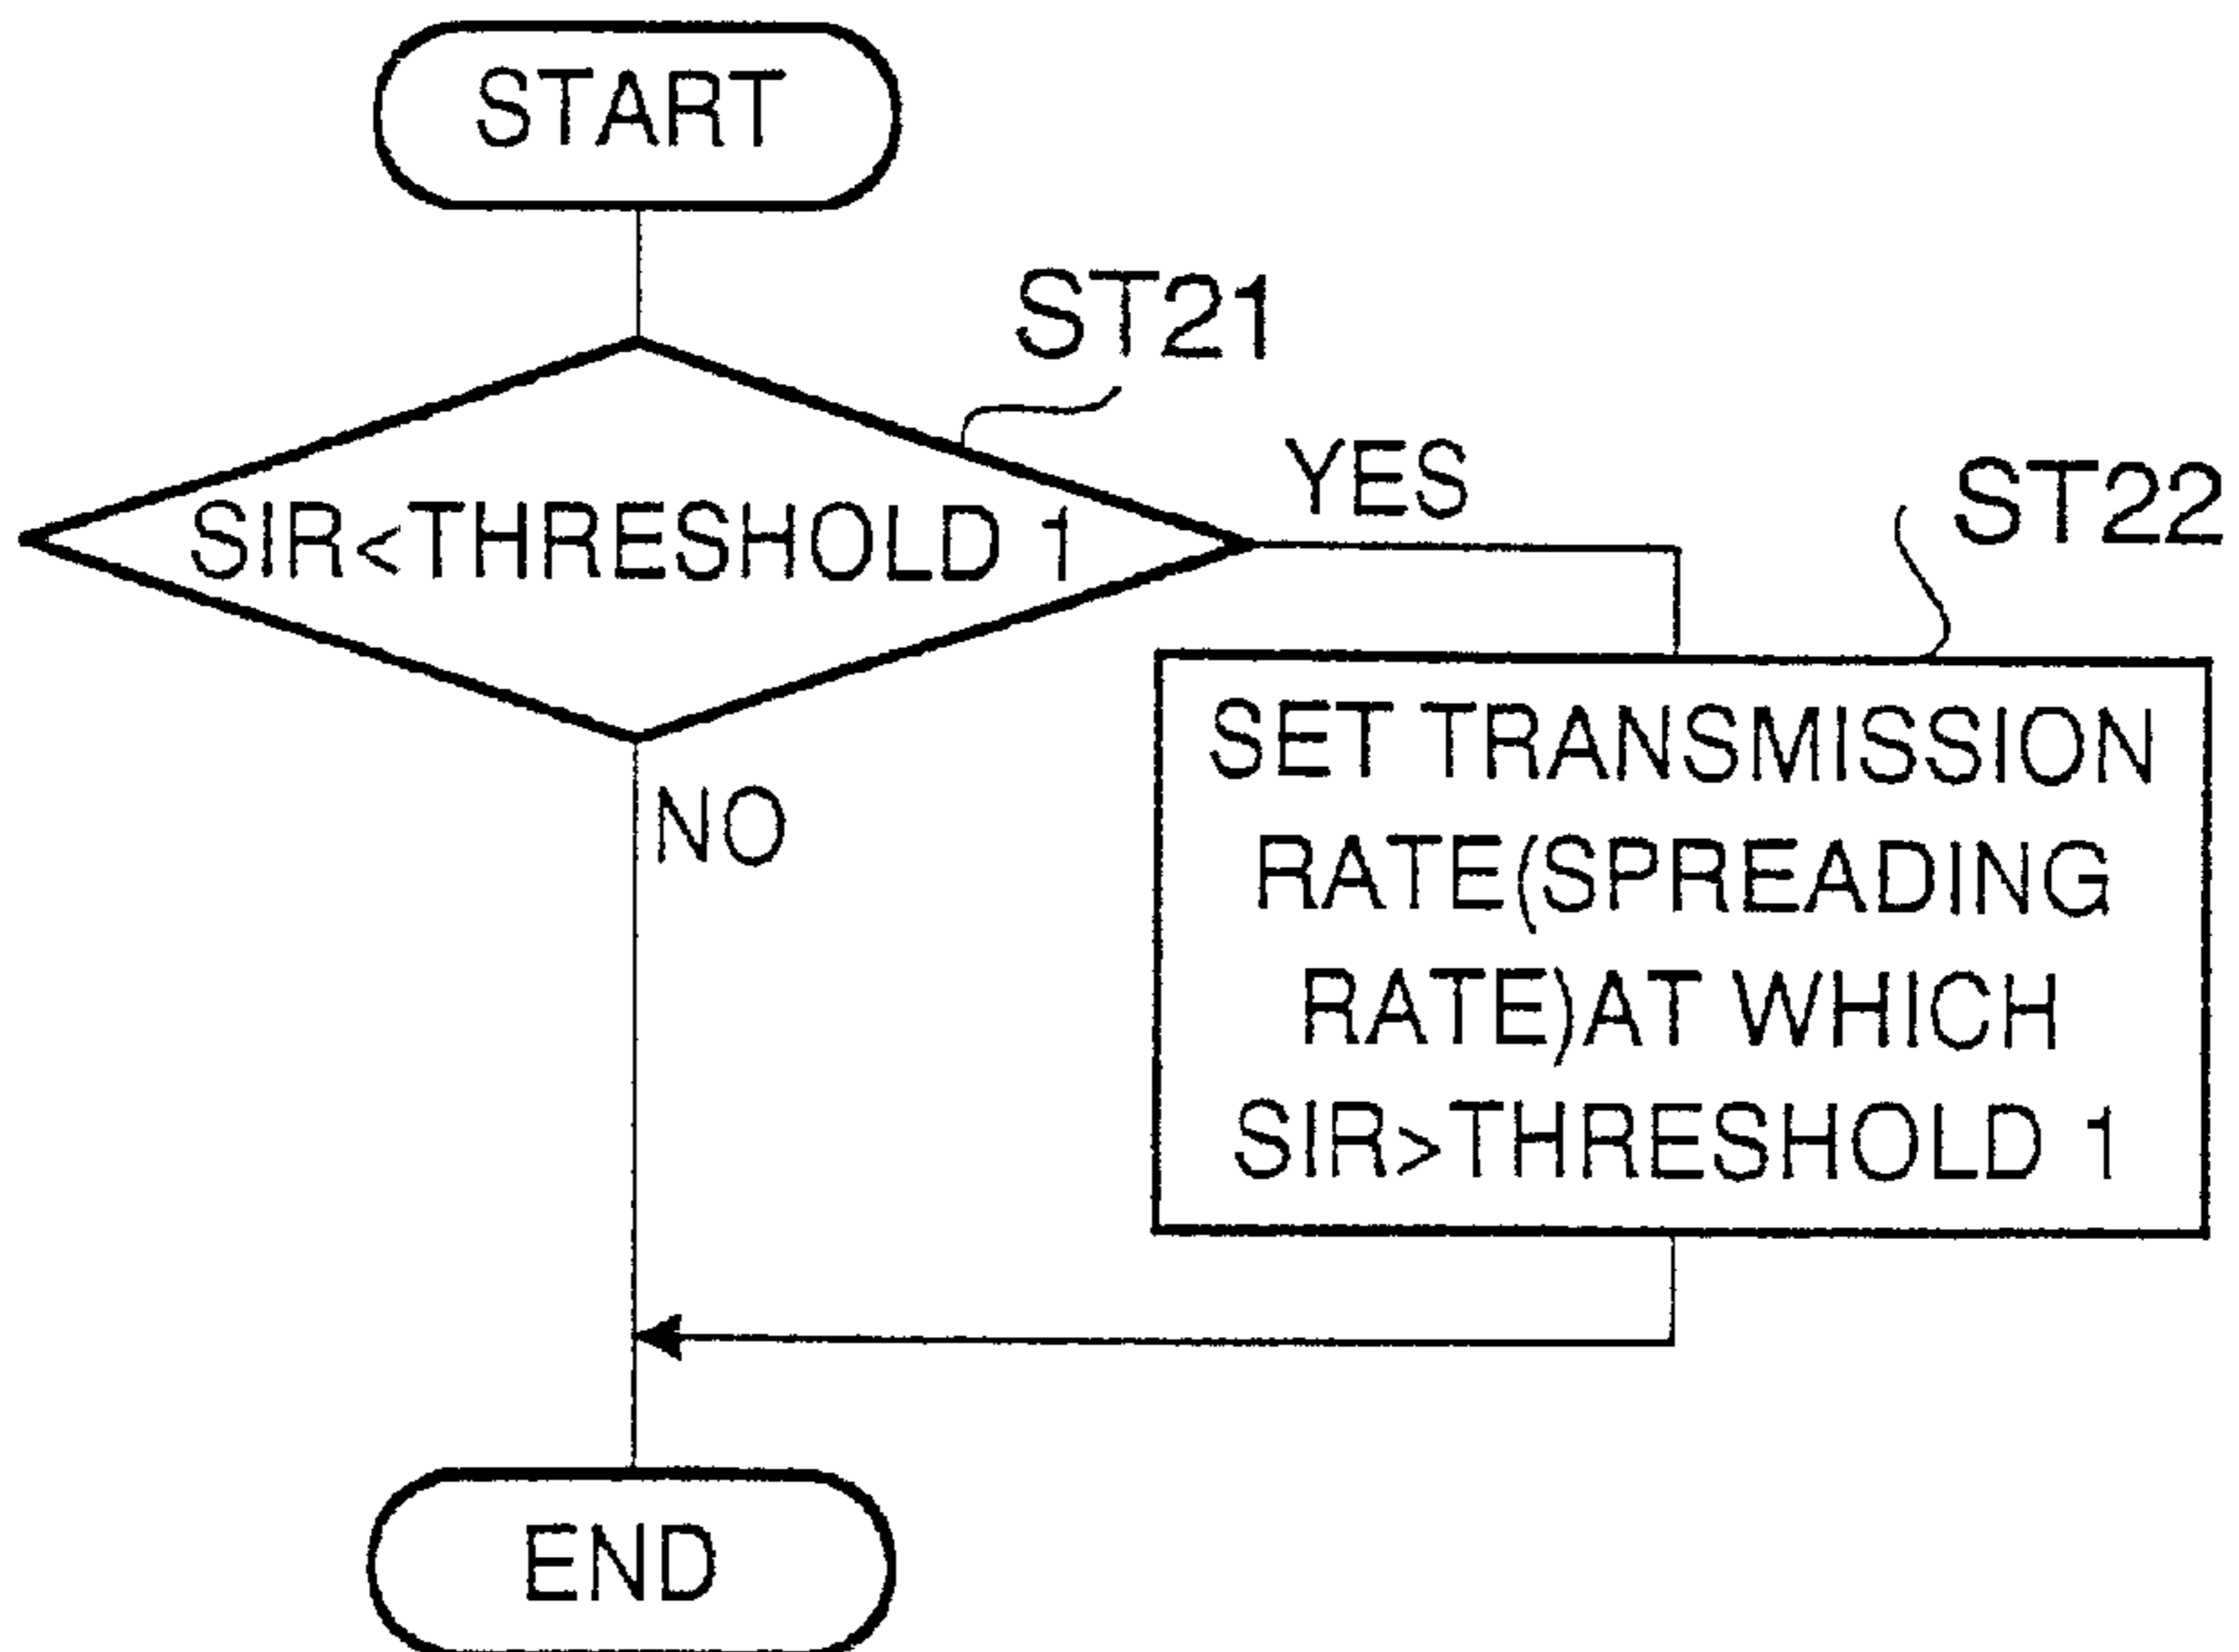 START
ST21
SIR<THRESHOLD 1
YES
ST22
NO
SET TRANSMISSION
RATE(SPREADING
RATE)AT WHICH
SIR>THRESHOLD 1
END